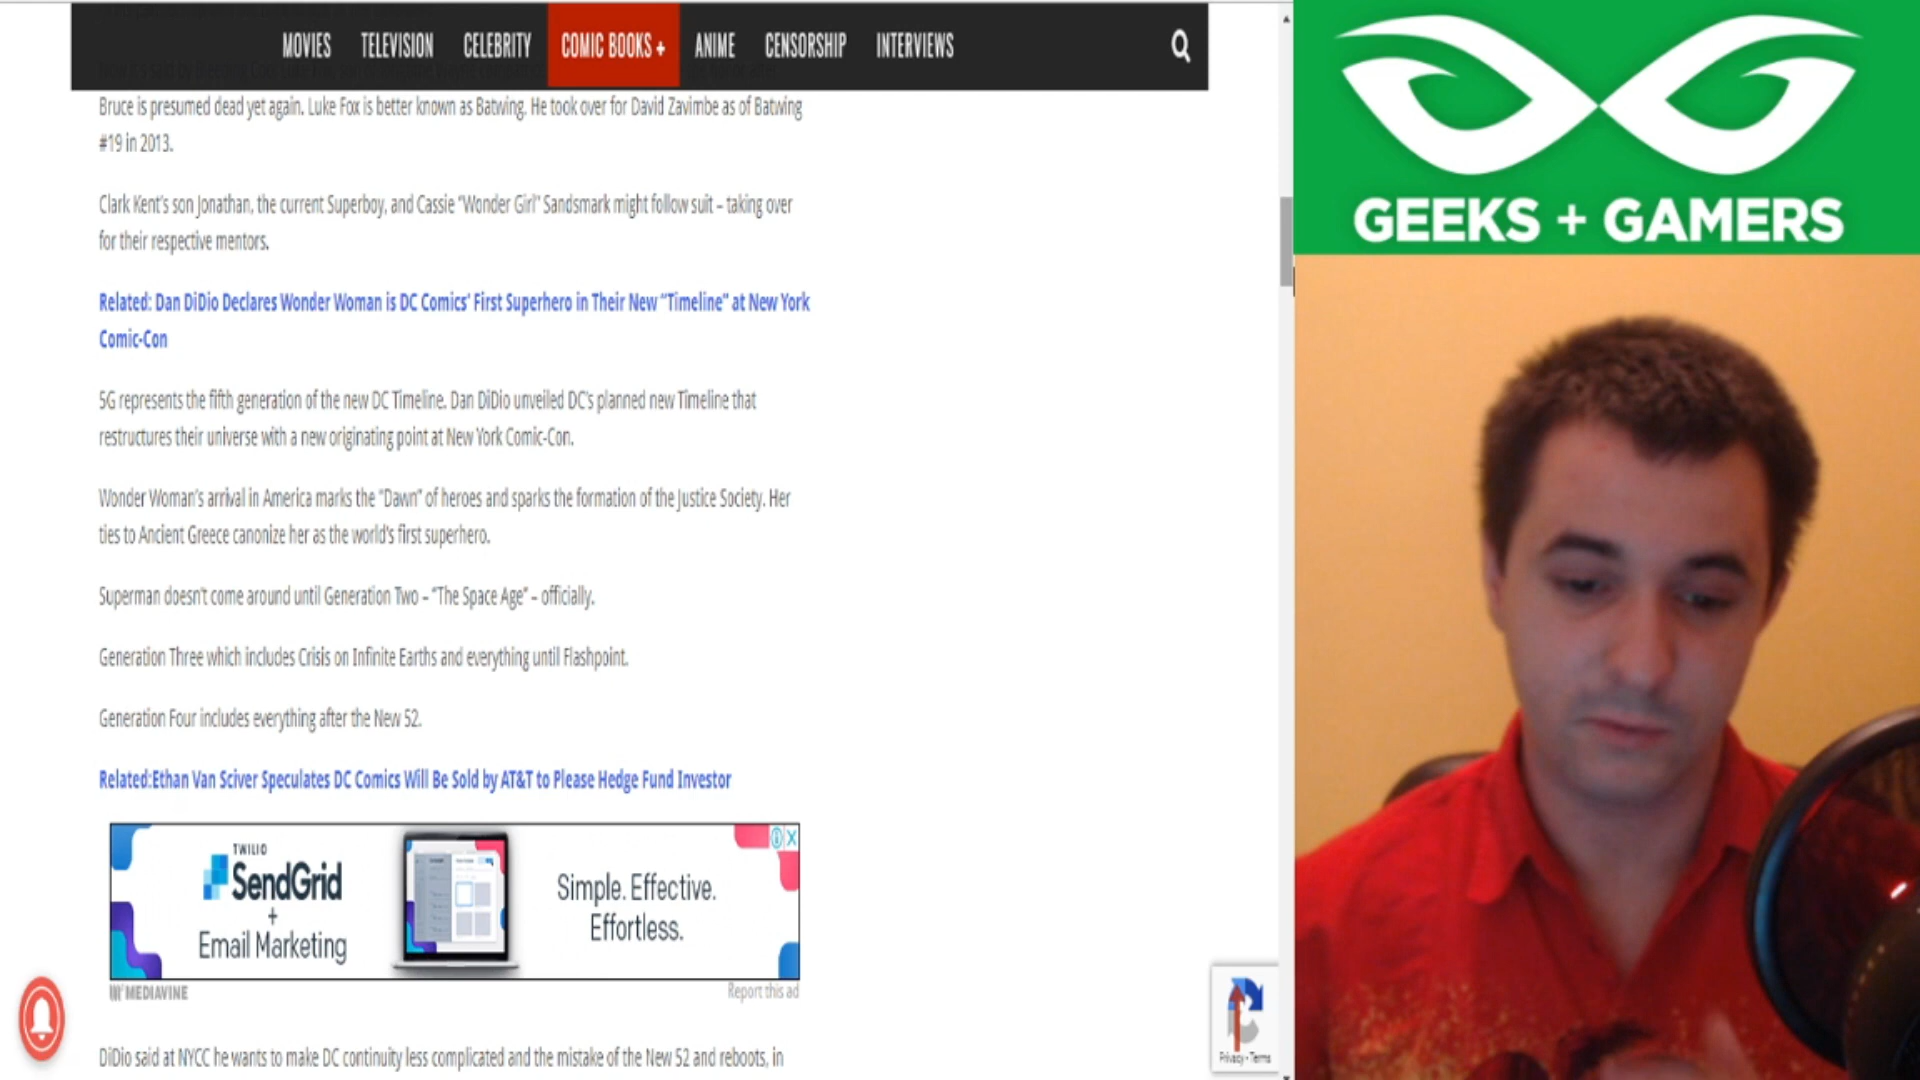 MOVIES TELEVISION CELEBRITY COMIC BOOKS + ANIME CENSORSHIP INTERVIEWS
Bruce is presumed dead yet again. Luke Fox is better known as Batwing. He took over for David Zavimbe as of Batwing
#19 in 2013.
Clark Kent's son Jonathan, the current Superboy, and Cassie "Wonder Girl" Sandsmark might follow suit – taking over
for their respective mentors.
Related: Dan DiDio Declares Wonder Woman is DC Comics' First Superhero in Their New "Timeline" at New York
Comic-Con
5G represents the fifth generation of the new DC Timeline. Dan DiDio unveiled DC's planned new Timeline that
restructures their universe with a new originating point at New York Comic-Con.
Wonder Woman's arrival in America marks the "Dawn" of heroes and sparks the formation of the Justice Society. Her
ties to Ancient Greece canonize her as the world's first superhero.
Superman doesn't come around until Generation Two – "The Space Age" – officially.
Generation Three which includes Crisis on Infinite Earths and everything until Flashpoint.
Generation Four includes everything after the New 52.
Related:Ethan Van Sciver Speculates DC Comics Will Be Sold by AT&T to Please Hedge Fund Investor
TWILIO
SendGrid
+
Email Marketing
Simple. Effective.
Effortless.
MEDIAVINE
Report this ad
DiDio said at NYCC he wants to make DC continuity less complicated and the mistake of the New 52 and reboots, in
Privacy - Terms
GEEKS + GAMERS